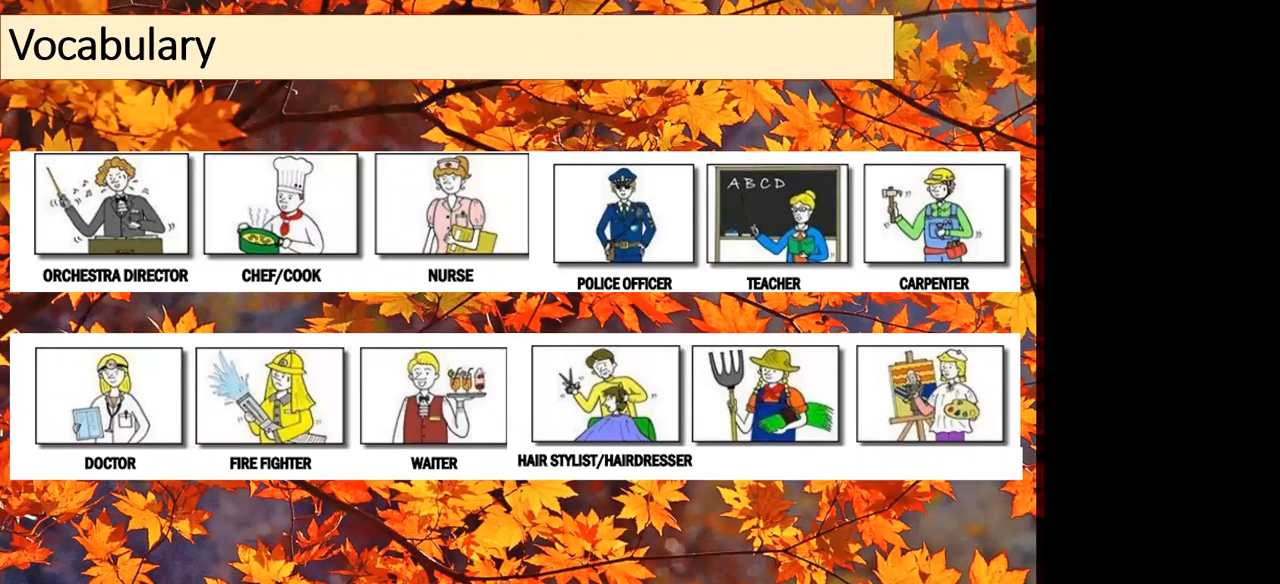 Vocabulary
ABCD
ORCHESTRA DIRECTOR
CHEF/COOK
NURSE
POLICE OFFICER
TEACHER
CARPENTER
DOCTOR
FIRE FIGHTER
WAITER
HAIR STYLIST/HAIRDRESSER